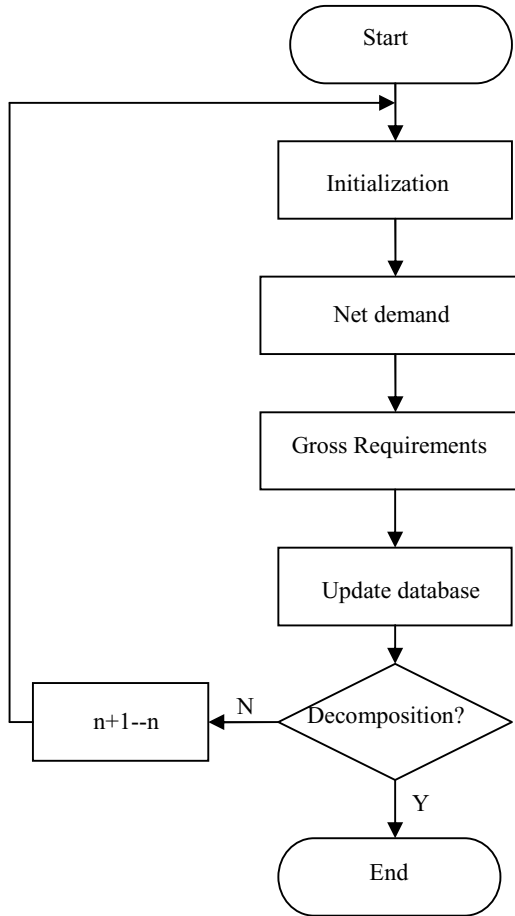 Start
Initialization
Net demand
Gross Requirements
Update database
Decomposition?
N
n+1--n
Y
End